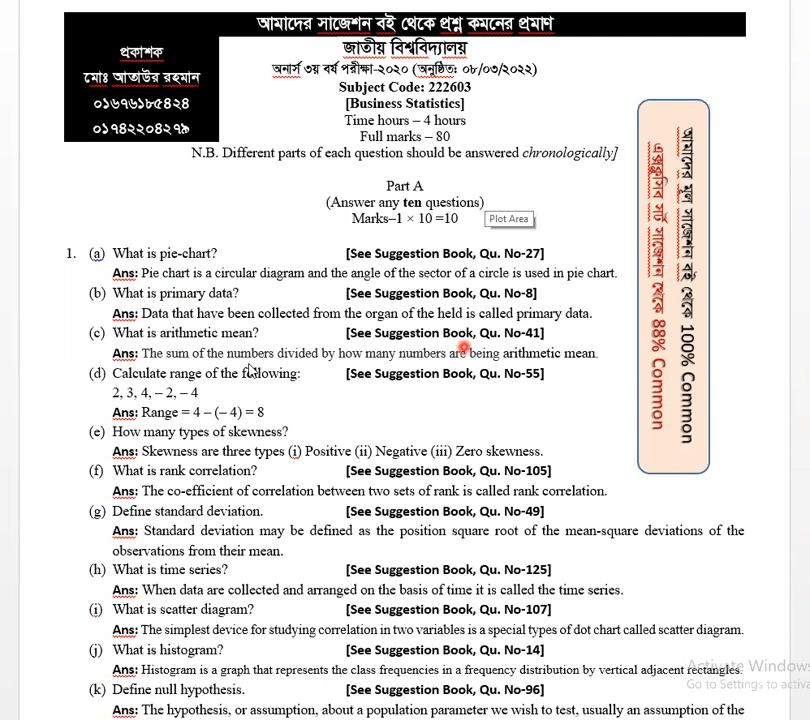 আমাদের সাজেশন বই থেকে প্রশ্ন কমনের প্রমাণ
প্রকাশক
মোঃ আতাউর রহমান
০১৬৭৬১৮৫৪২৪
০১৭৪২২০৪২৭৯
জাতীয় বিশ্ববিদ্যালয়
অনার্স ৩য় বর্ষ পরীক্ষা-২০২০ (অনুষ্ঠিত: ০৮/০৩/২০২২)
Subject Code: 222603
[Business Statistics]
Time hours – 4 hours
Full marks – 80
N.B. Different parts of each question should be answered chronologically]
Part A
(Answer any ten questions)
Marks–1 × 10 =10
Plot Area
1. (a) What is pie-chart? [See Suggestion Book, Qu. No-27]
Ans: Pie chart is a circular diagram and the angle of the sector of a circle is used in pie chart.
(b) What is primary data? [See Suggestion Book, Qu. No-8]
Ans: Data that have been collected from the organ of the held is called primary data.
(c) What is arithmetic mean? [See Suggestion Book, Qu. No-41]
Ans: The sum of the numbers divided by how many numbers are being arithmetic mean.
(d) Calculate range of the following: [See Suggestion Book, Qu. No-55]
2, 3, 4, – 2, – 4
Ans: Range = 4 – (– 4) = 8
(e) How many types of skewness?
Ans: Skewness are three types (i) Positive (ii) Negative (iii) Zero skewness.
(f) What is rank correlation? [See Suggestion Book, Qu. No-105]
Ans: The co-efficient of correlation between two sets of rank is called rank correlation.
(g) Define standard deviation. [See Suggestion Book, Qu. No-49]
Ans: Standard deviation may be defined as the position square root of the mean-square deviations of the
observations from their mean.
(h) What is time series? [See Suggestion Book, Qu. No-125]
Ans: When data are collected and arranged on the basis of time it is called the time series.
(i) What is scatter diagram? [See Suggestion Book, Qu. No-107]
Ans: The simplest device for studying correlation in two variables is a special types of dot chart called scatter diagram.
(j) What is histogram? [See Suggestion Book, Qu. No-14]
Ans: Histogram is a graph that represents the class frequencies in a frequency distribution by vertical adjacent rectangles.
(k) Define null hypothesis. [See Suggestion Book, Qu. No-96]
Ans: The hypothesis, or assumption, about a population parameter we wish to test, usually an assumption of the
আমাদের মূল সাজেশন বই থেকে 100% Common
এক্সক্লুসিভ সর্ট সাজেশন থেকে 88% Common
Activate Windows
Go to Settings to activa